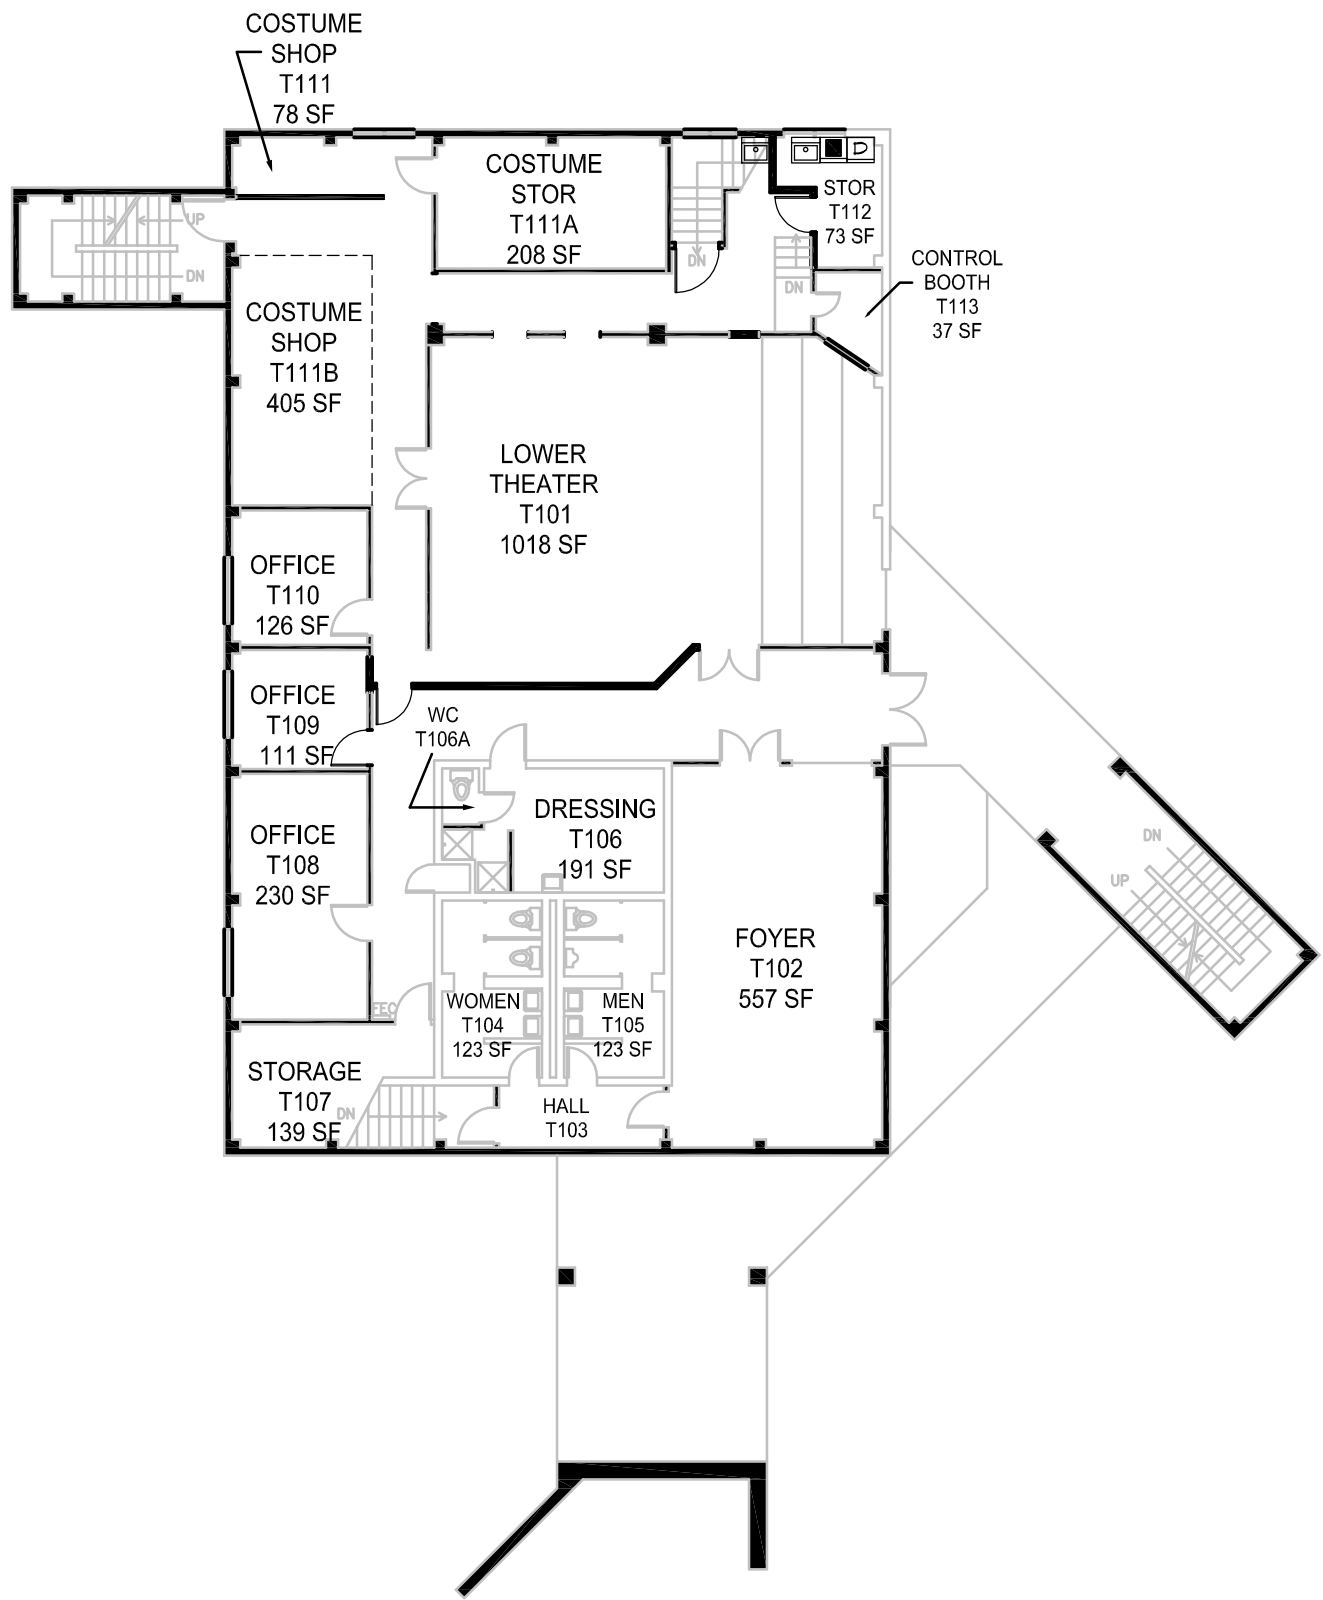 COSTUME
SHOP
T111
78 SF
COSTUME
STOR
T111A
208 SF
STOR
T112
73 SF
UP
DN
DN
DN
CONTROL
BOOTH
T113
37 SF
COSTUME
SHOP
T111B
405 SF
LOWER
THEATER
T101
1018 SF
OFFICE
T110
126 SF
OFFICE
T109
111 SF
WC
T106A
OFFICE
T108
230 SF
DRESSING
T106
191 SF
DN
UP
FOYER
T102
557 SF
FEC
WOMEN
T104
123 SF
MEN
T105
123 SF
STORAGE
T107
139 SF
DN
HALL
T103